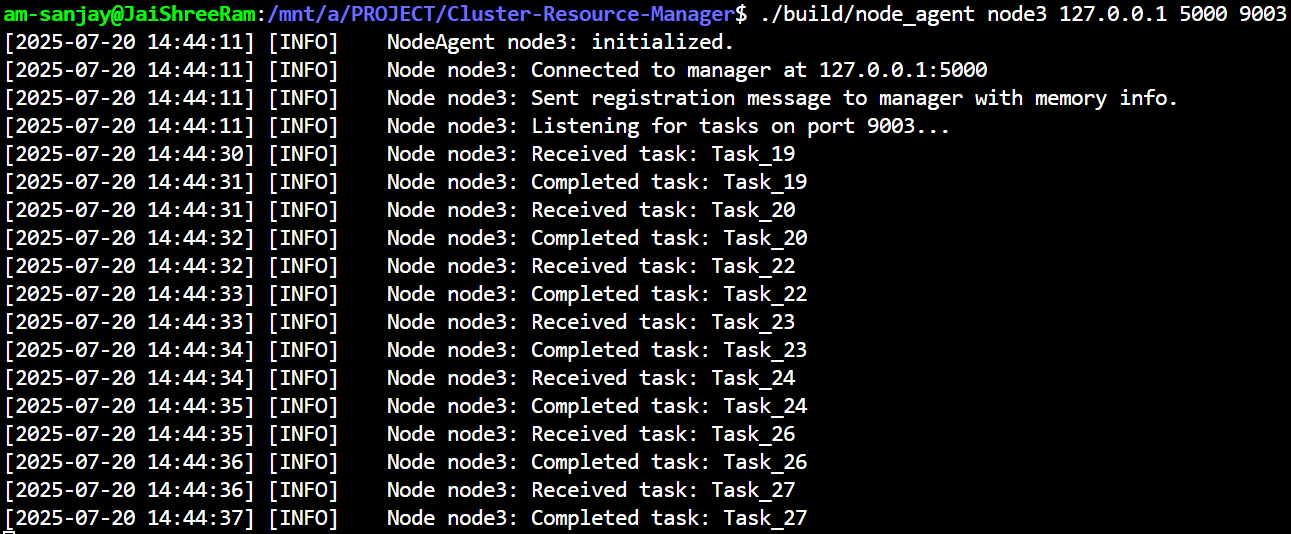 am-sanjay@JaiShreeRam:/mnt/a/PROJECT/Cluster-Resource-Manager$ ./build/node_agent node3 127.0.0.1 5000 9003
[2025-07-20 14:44:11] [INFO]    NodeAgent node3: initialized.
[2025-07-20 14:44:11] [INFO]    Node node3: Connected to manager at 127.0.0.1:5000
[2025-07-20 14:44:11] [INFO]    Node node3: Sent registration message to manager with memory info.
[2025-07-20 14:44:11] [INFO]    Node node3: Listening for tasks on port 9003...
[2025-07-20 14:44:30] [INFO]    Node node3: Received task: Task_19
[2025-07-20 14:44:31] [INFO]    Node node3: Completed task: Task_19
[2025-07-20 14:44:31] [INFO]    Node node3: Received task: Task_20
[2025-07-20 14:44:32] [INFO]    Node node3: Completed task: Task_20
[2025-07-20 14:44:32] [INFO]    Node node3: Received task: Task_22
[2025-07-20 14:44:33] [INFO]    Node node3: Completed task: Task_22
[2025-07-20 14:44:33] [INFO]    Node node3: Received task: Task_23
[2025-07-20 14:44:34] [INFO]    Node node3: Completed task: Task_23
[2025-07-20 14:44:34] [INFO]    Node node3: Received task: Task_24
[2025-07-20 14:44:35] [INFO]    Node node3: Completed task: Task_24
[2025-07-20 14:44:35] [INFO]    Node node3: Received task: Task_26
[2025-07-20 14:44:36] [INFO]    Node node3: Completed task: Task_26
[2025-07-20 14:44:36] [INFO]    Node node3: Received task: Task_27
[2025-07-20 14:44:37] [INFO]    Node node3: Completed task: Task_27